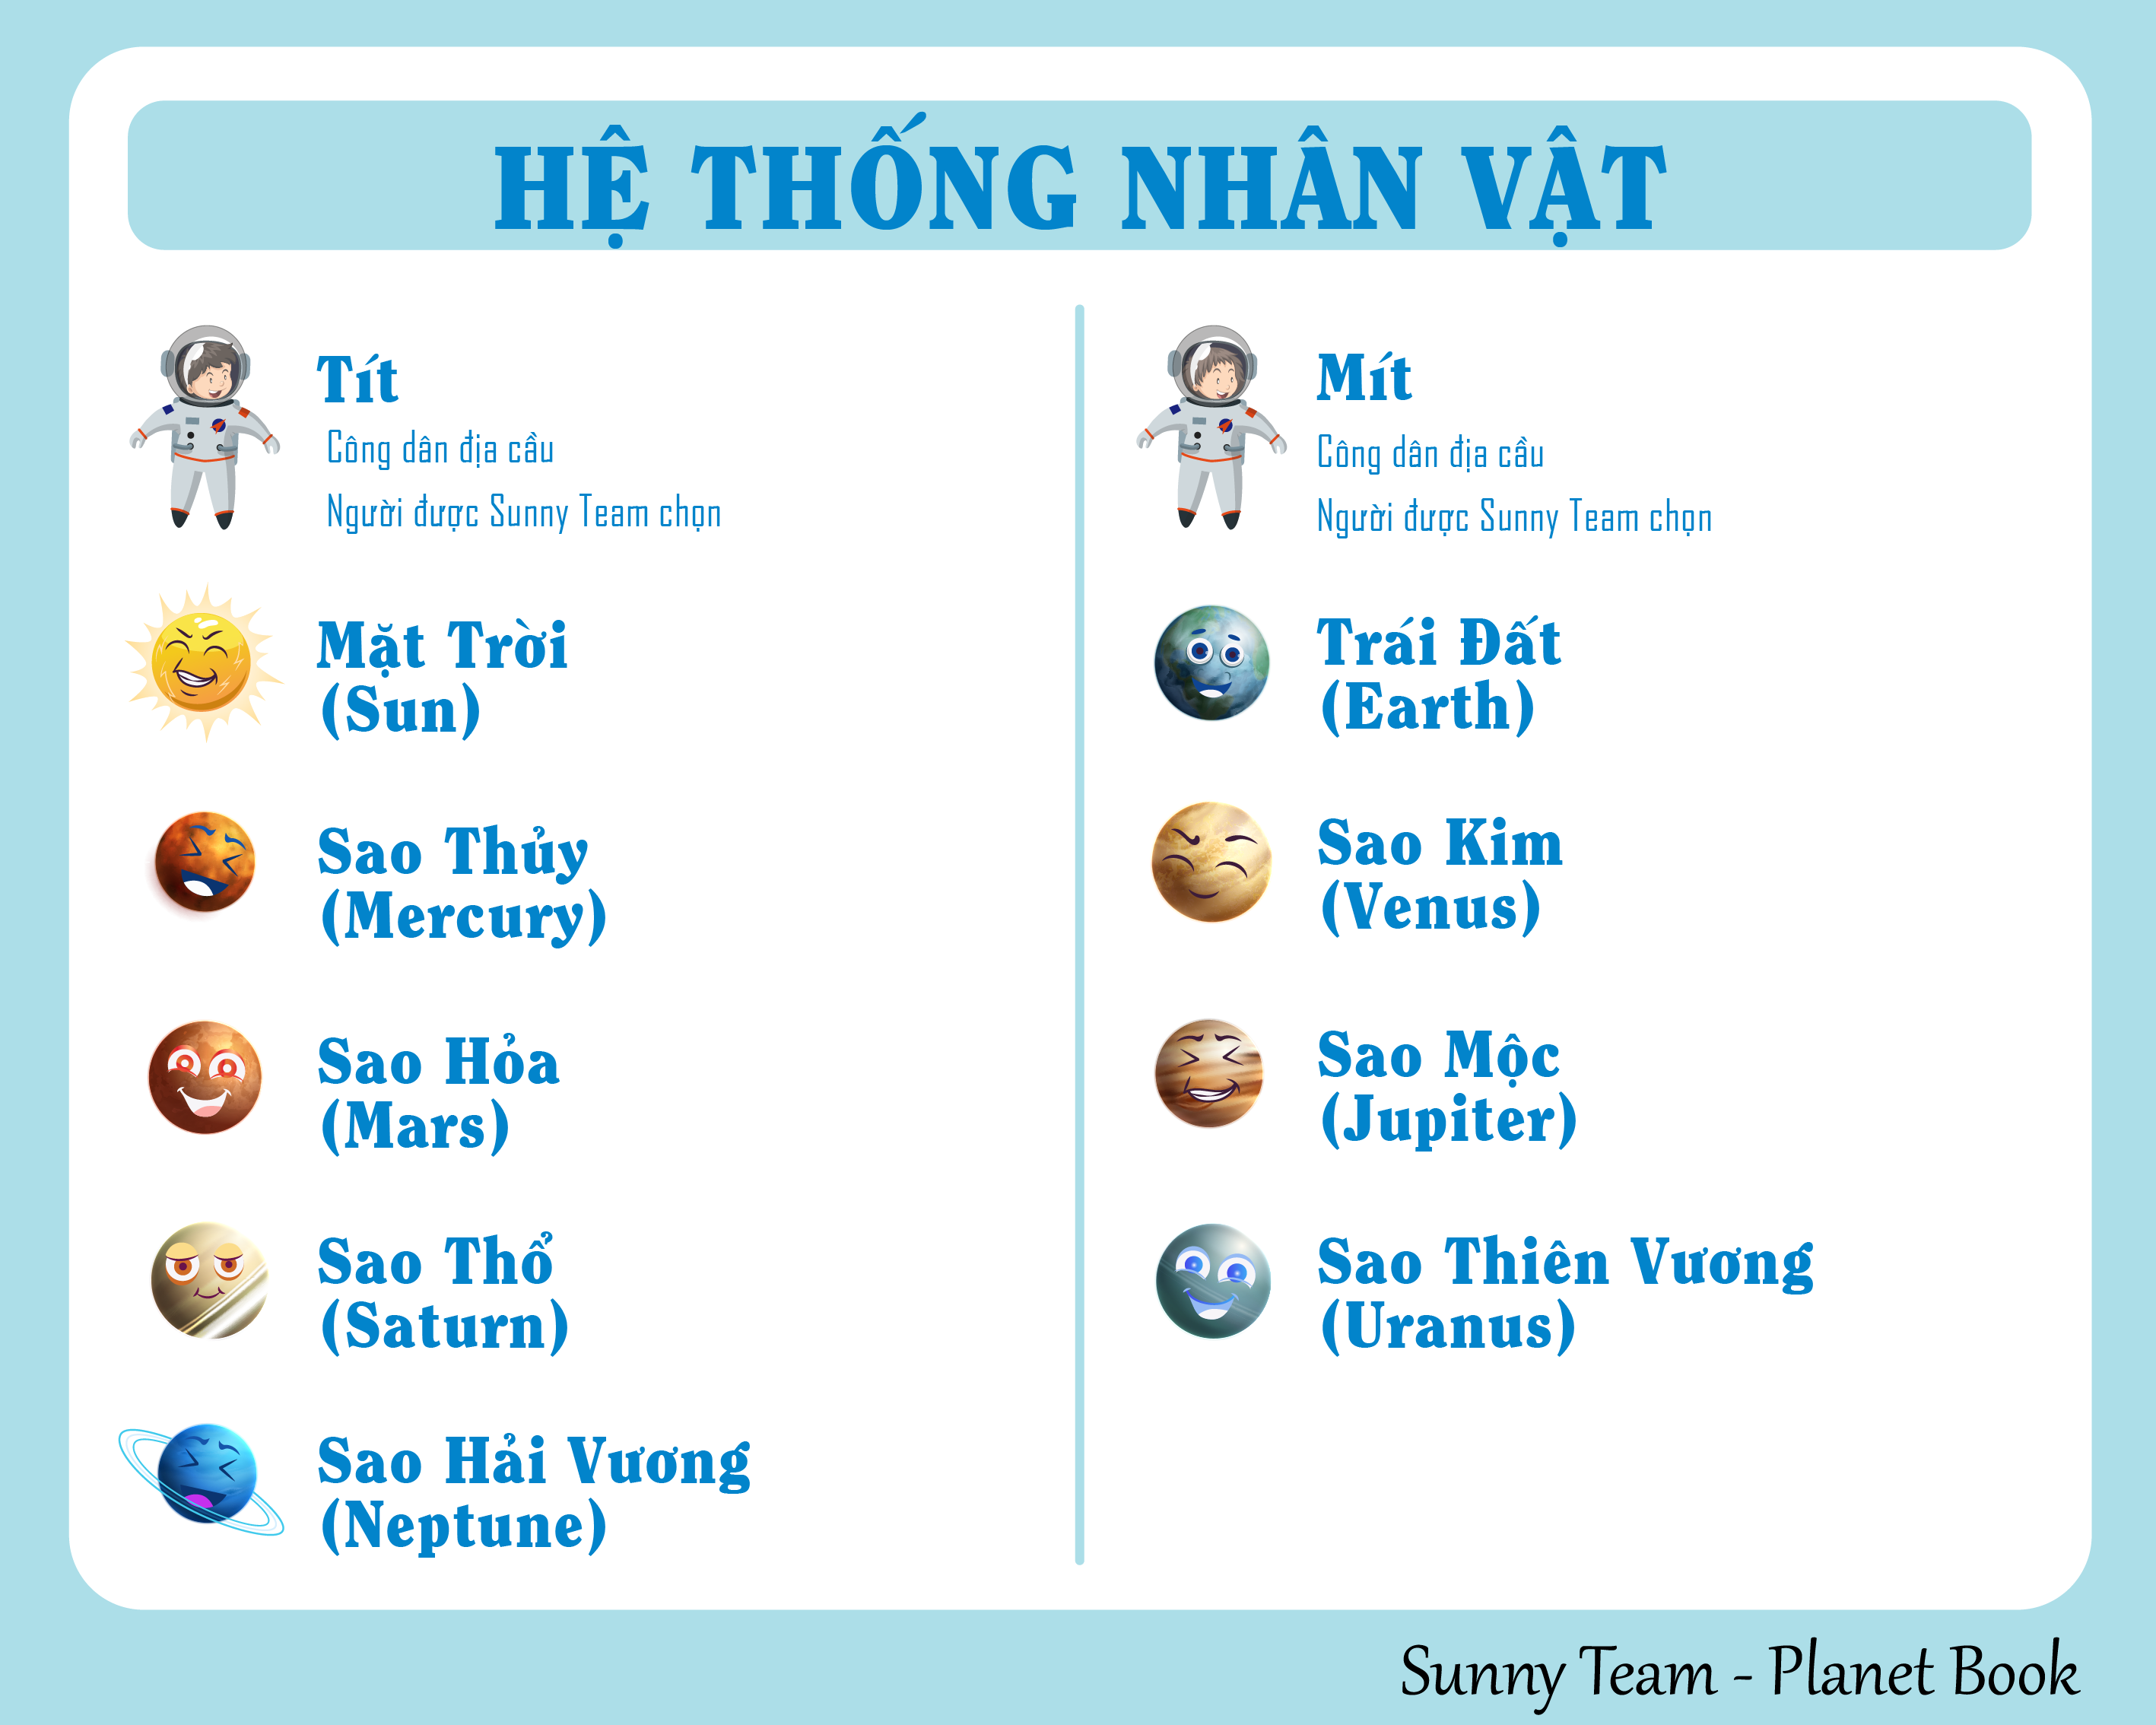 HỆ THỐNG NHÂN VẬT
Tít
Công dân địa cầu
Người được Sunny Team chọn
Mặt Trời
(Sun)
Sao Thủy
(Mercury)
Sao Hỏa
(Mars)
Sao Thổ
(Saturn)
Sao Hải Vương
(Neptune)
Mít
Công dân địa cầu
Người được Sunny Team chọn
Trái Đất
(Earth)
Sao Kim
(Venus)
Sao Mộc
(Jupiter)
Sao Thiên Vương
(Uranus)
Sunny Team - Planet Book